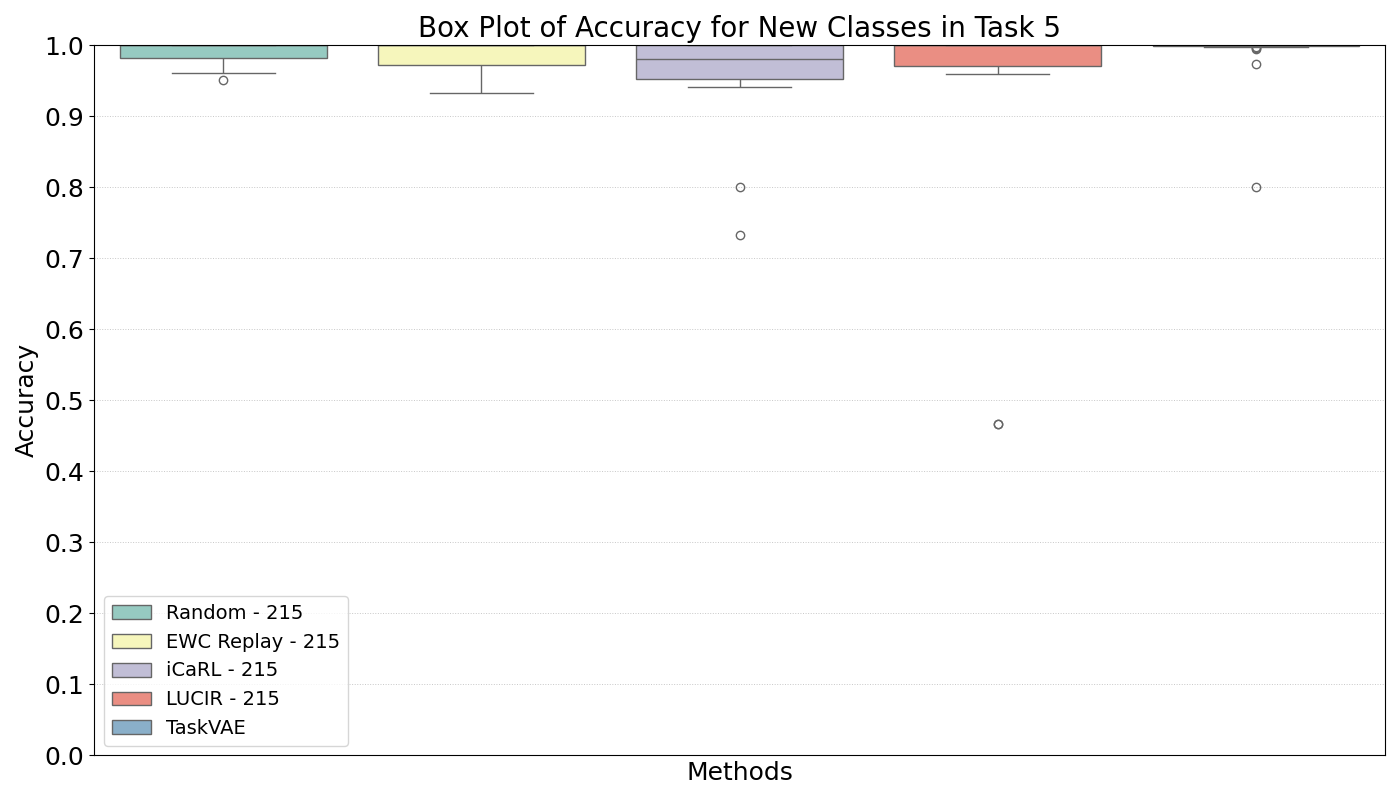 Box Plot of Accuracy for New Classes in Task 5
1.0
0.9
0.8
0.7
0.6
0.5
0.4
0.3
0.2
0.1
0.0
Accuracy
Random - 215
EWC Replay - 215
iCaRL - 215
LUCIR - 215
TaskVAE
Methods